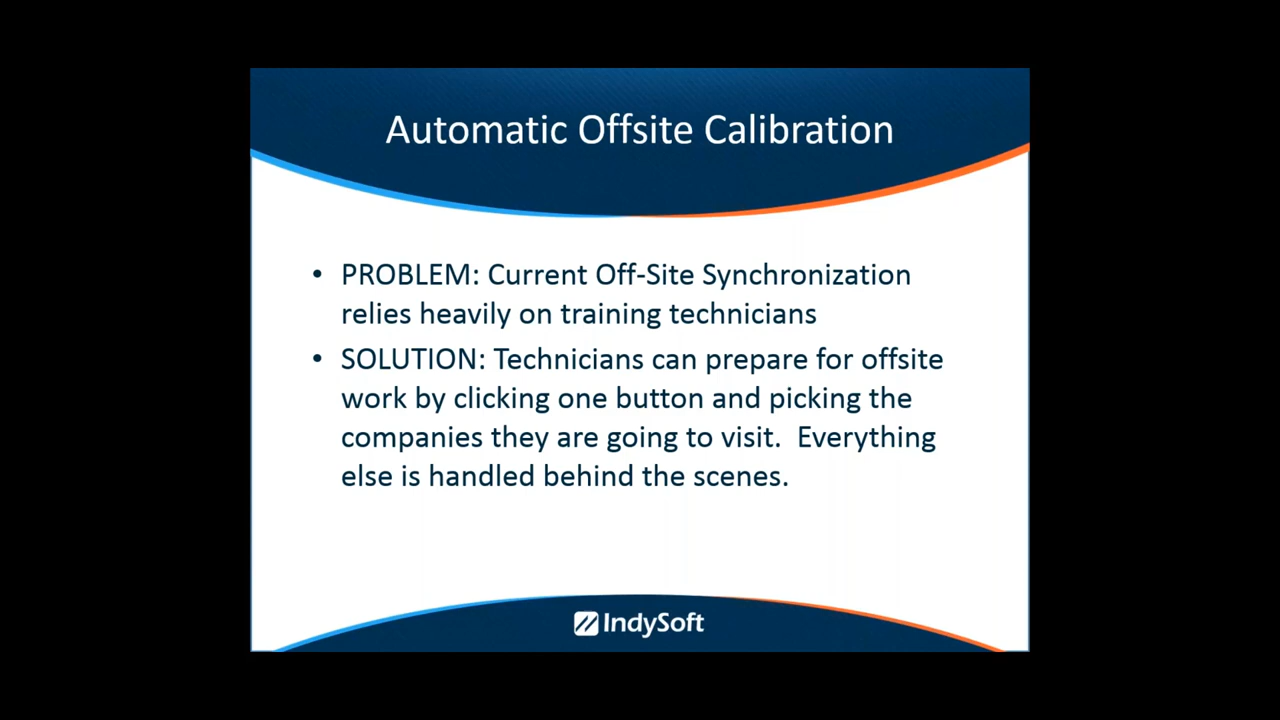 Automatic Offsite Calibration
• PROBLEM: Current Off-Site Synchronization
relies heavily on training technicians
• SOLUTION: Technicians can prepare for offsite
work by clicking one button and picking the
companies they are going to visit.  Everything
else is handled behind the scenes.
IndySoft